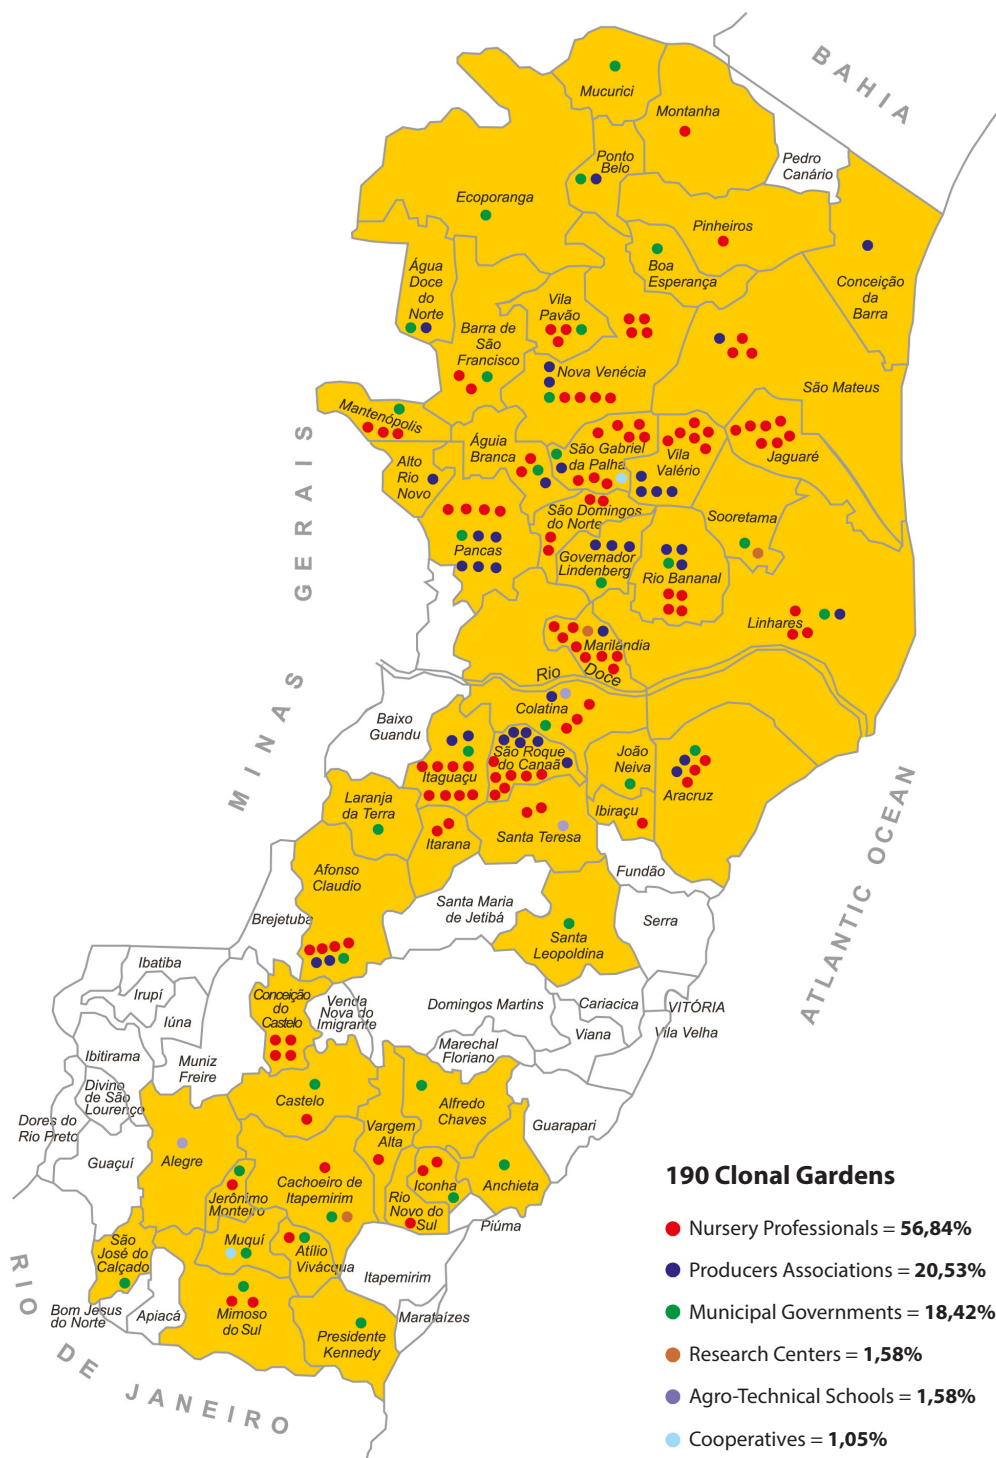 BAHIA
Mucurici
Montanha
Ponto
Belo
Pedro
Canário
Ecoporanga
Pinheiros
Água
Doce
do
Norte
Boa
Esperança
Conceição
da
Barra
Vila
Pavão
Barra de
São
Francisco
Nova Venécia
São Mateus
Mantenópolis
Águia
Branca
São Gabriel
da Palha
Vila
Valério
Jaguaré
Alto
Rio
Novo
São Domingos
do Norte
Sooretama
Pancas
Governador
Lindenberg
Rio Bananal
Linhares
Marilândia
Rio Doce
MINAS GERAIS
Colatina
Baixo
Guandu
São Roque
do Canaã
João
Neiva
Itaguaçu
Aracruz
Laranja
da Terra
Ibiraçu
Itarana
Santa Teresa
Afonso
Claudio
Fundão
Santa Maria
de Jetibá
Brejetuba
Serra
Santa
Leopoldina
ATLANTIC OCEAN
Ibatiba
Irupí
Iúna
Conceição
do
Castelo
Venda
Nova do
Imigrante
Domingos Martins
Cariacica
VITÓRIA
Viana
Vila Velha
Marechal
Floriano
Ibitirama
Muniz
Freire
Divino
de São
Lourenço
Castelo
Alfredo
Chaves
Dores do
Rio Preto
Vargem
Alta
Guarapari
Guaçuí
Alegre
Cachoeiro de
Itapemirim
Iconha
Anchieta
Jerônimo
Monteiro
Rio
Novo do
Sul
Piúma
São
José do
Calçado
Muquí
Atílio
Vivácqua
Itapemirim
Bom Jesus
do Norte
Apiacá
Mimoso
do Sul
Marataízes
Presidente
Kennedy
RIO DE JANEIRO
190 Clonal Gardens
Nursery Professionals = 56,84%
Producers Associations = 20,53%
Municipal Governments = 18,42%
Research Centers = 1,58%
Agro-Technical Schools = 1,58%
Cooperatives = 1,05%